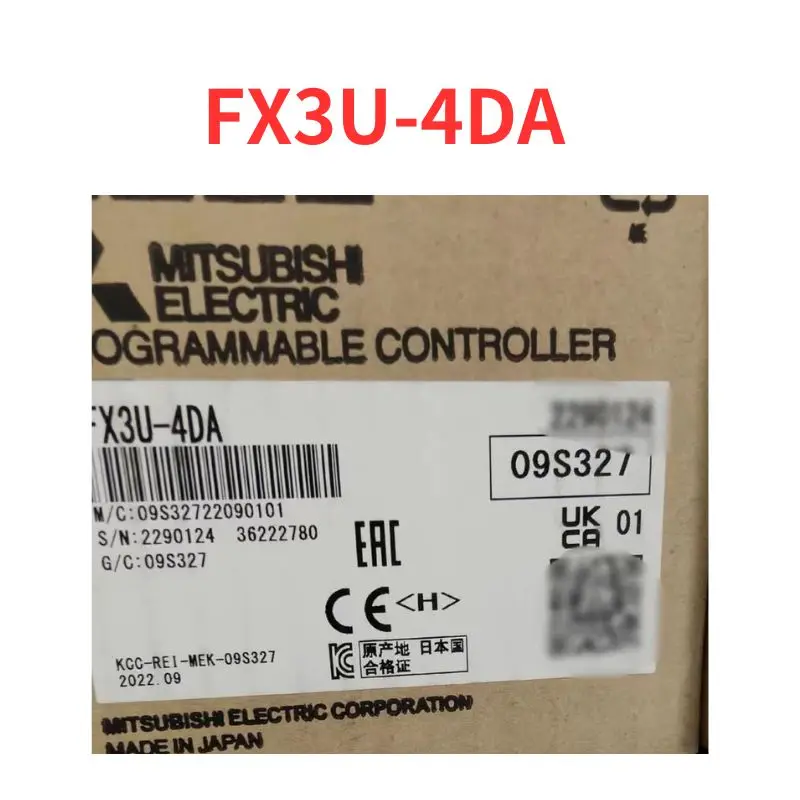 FX3U-4DA
MITSUBISHI
ELECTRIC
OGRAMMABLE CONTROLLER
FX3U-4DA
2290124
09S327
M/C:09S32722090101
S/N:2290124 36222780
G/C:09S327
EAC
UK
CA 01
CE <H>
KC 原产地 日本国
合格证
KCC-REI-MEK-09S327
2022.09
MITSUBISHI ELECTRIC CORPORATION
MADE IN JAPAN